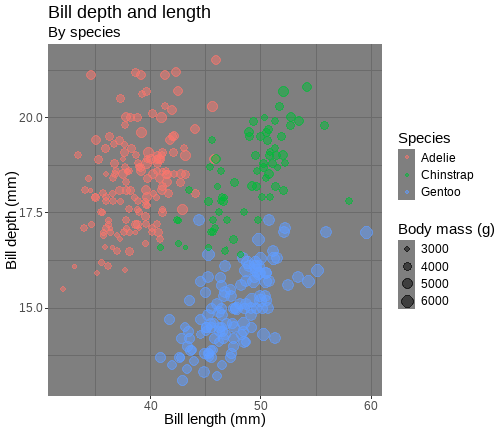 Bill depth and length
By species
Bill depth (mm)
20.0
17.5
15.0
40
50
60
Bill length (mm)
Species
Adelie
Chinstrap
Gentoo
Body mass (g)
3000
4000
5000
6000